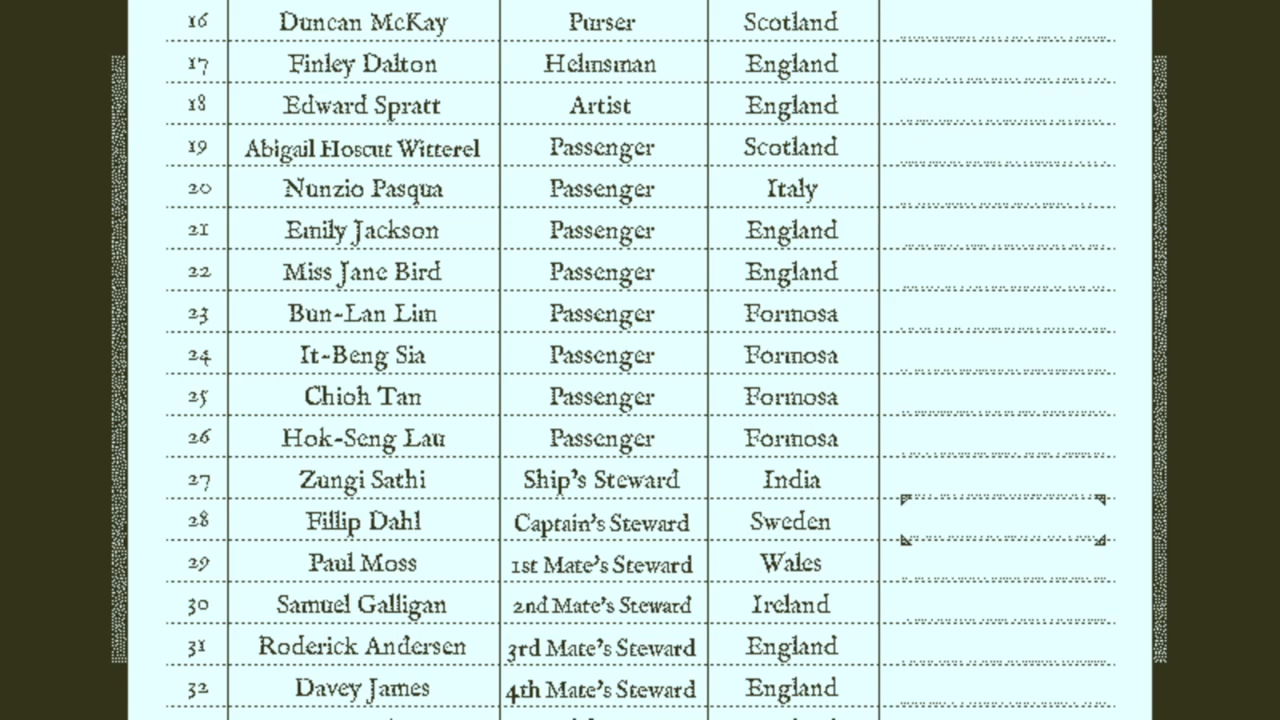 16 Duncan McKay Purser Scotland
17 Finley Dalton Helmsman England
18 Edward Spratt Artist England
19 Abigail Hoscut Witterel Passenger Scotland
20 Nunzio Pasqua Passenger Italy
21 Emily Jackson Passenger England
22 Miss Jane Bird Passenger England
23 Bun-Lan Lim Passenger Formosa
24 It-Beng Sia Passenger Formosa
25 Chioh Tan Passenger Formosa
26 Hok-Seng Lau Passenger Formosa
27 Zungi Sathi Ship's Steward India
28 Fillip Dahl Captain's Steward Sweden
29 Paul Moss 1st Mate's Steward Wales
30 Samuel Galligan 2nd Mate's Steward Ireland
31 Roderick Andersen 3rd Mate's Steward England
32 Davey James 4th Mate's Steward England